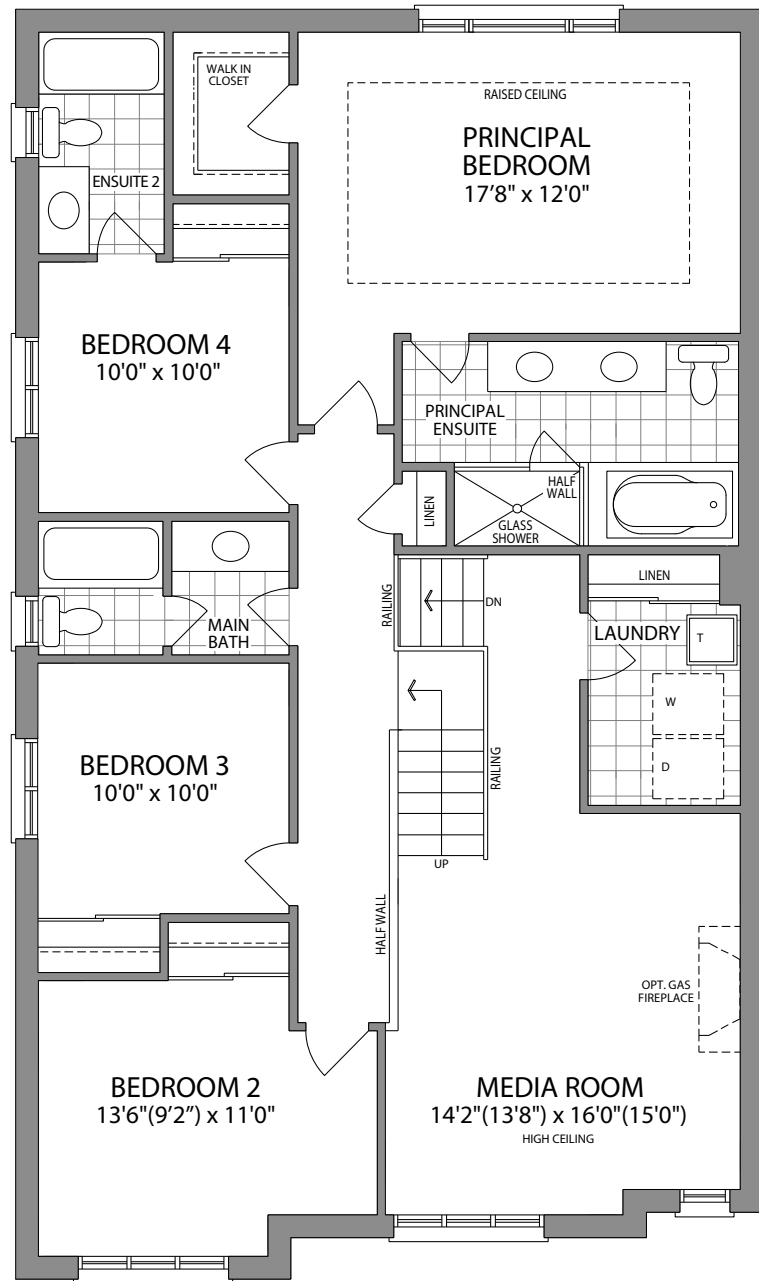 WALK IN
CLOSET
RAISED CEILING
PRINCIPAL
BEDROOM
17'8" x 12'0"
ENSUITE 2
BEDROOM 4
10'0" x 10'0"
PRINCIPAL
ENSUITE
HALF
WALL
LINEN
GLASS
SHOWER
LINEN
RAILING
DN
MAIN
BATH
LAUNDRY
T
W
D
BEDROOM 3
10'0" x 10'0"
RAILING
UP
HALF WALL
OPT. GAS
FIREPLACE
BEDROOM 2
13'6"(9'2") x 11'0"
MEDIA ROOM
14'2"(13'8") x 16'0"(15'0")
HIGH CEILING